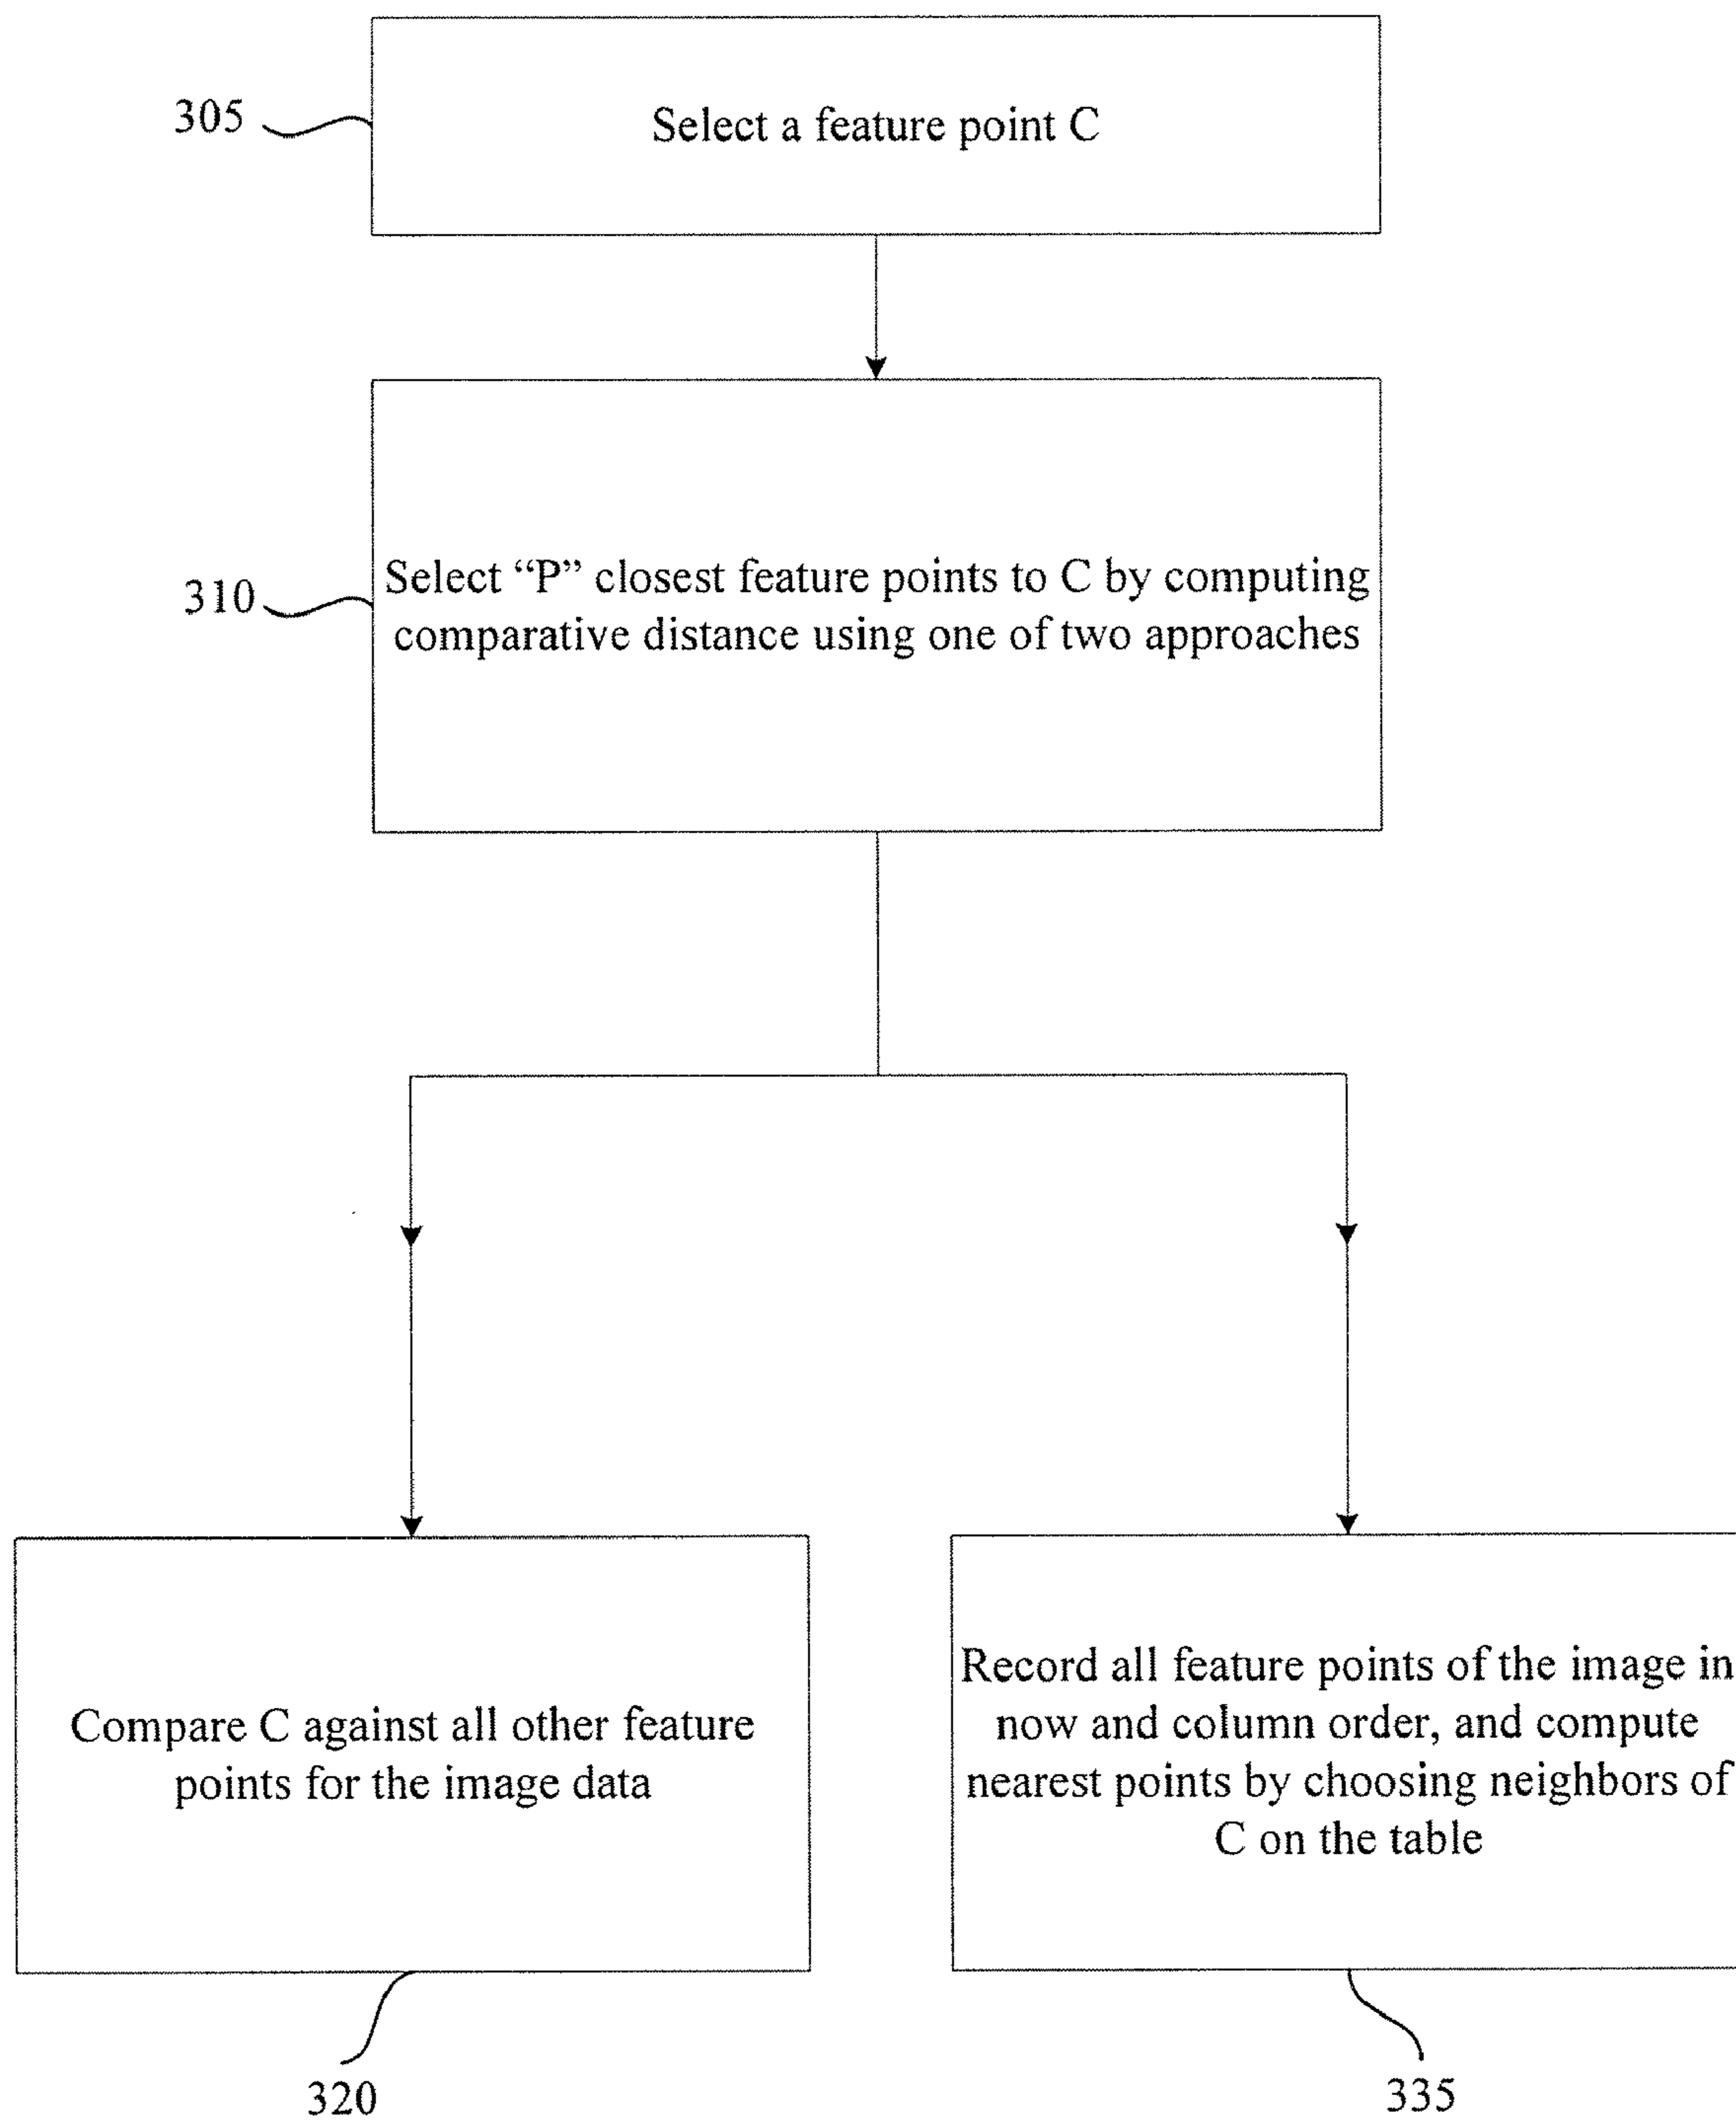 305
Select a feature point C
310
Select “P” closest feature points to C by computing
comparative distance using one of two approaches
Compare C against all other feature
points for the image data
Record all feature points of the image in
now and column order, and compute
nearest points by choosing neighbors of
C on the table
320
335